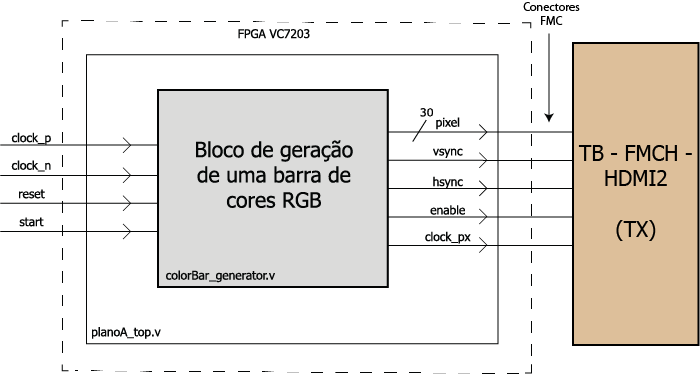 Conectores
FMC
FPGA VC7203
clock_p
clock_n
reset
start
Bloco de geração
de uma barra de
cores RGB
colorBar_generator.v
planoA_top.v
30
pixel
vsync
hsync
enable
clock_px
TB - FMCH -
HDMI2
(TX)